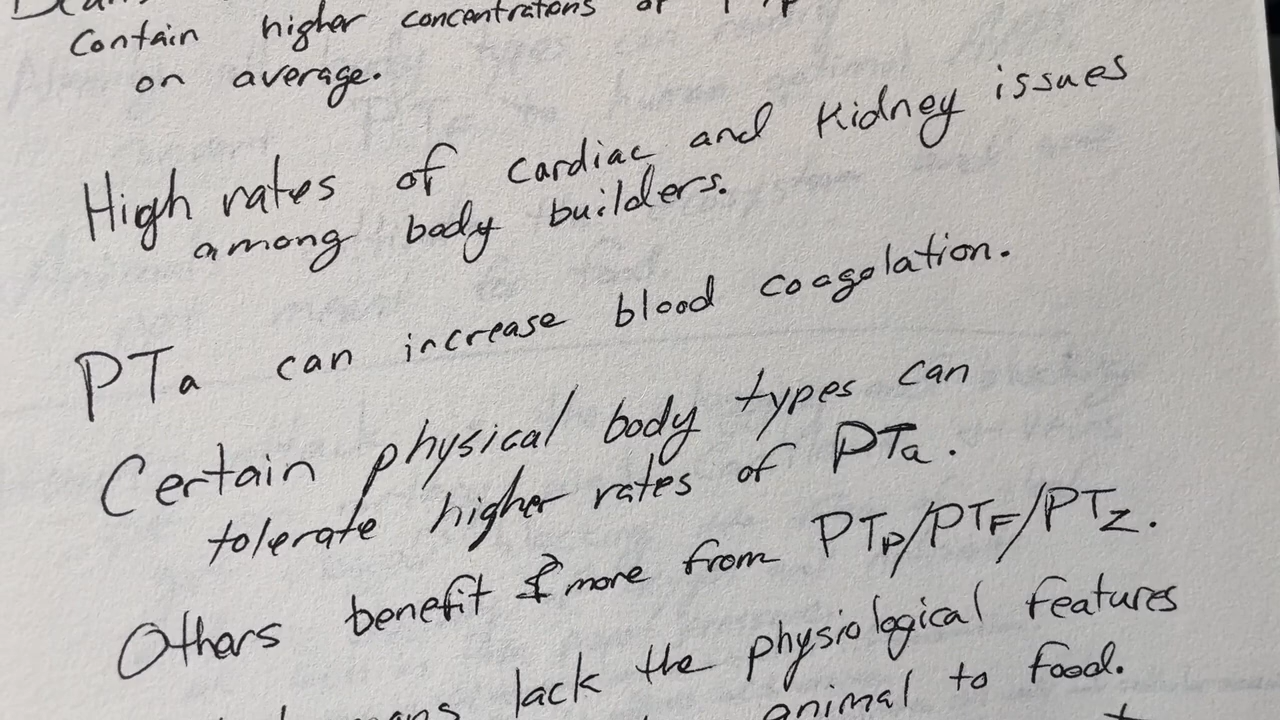 contain higher concentrations of
on average.
High rates of cardiac and kidney issues
among body builders.
PTa can increase blood coagolation.
Certain physical body types can
tolerate higher rates of PTa.
Others benefit more from PTP/PTF/PTZ.
lack the physiological features
animal to food.